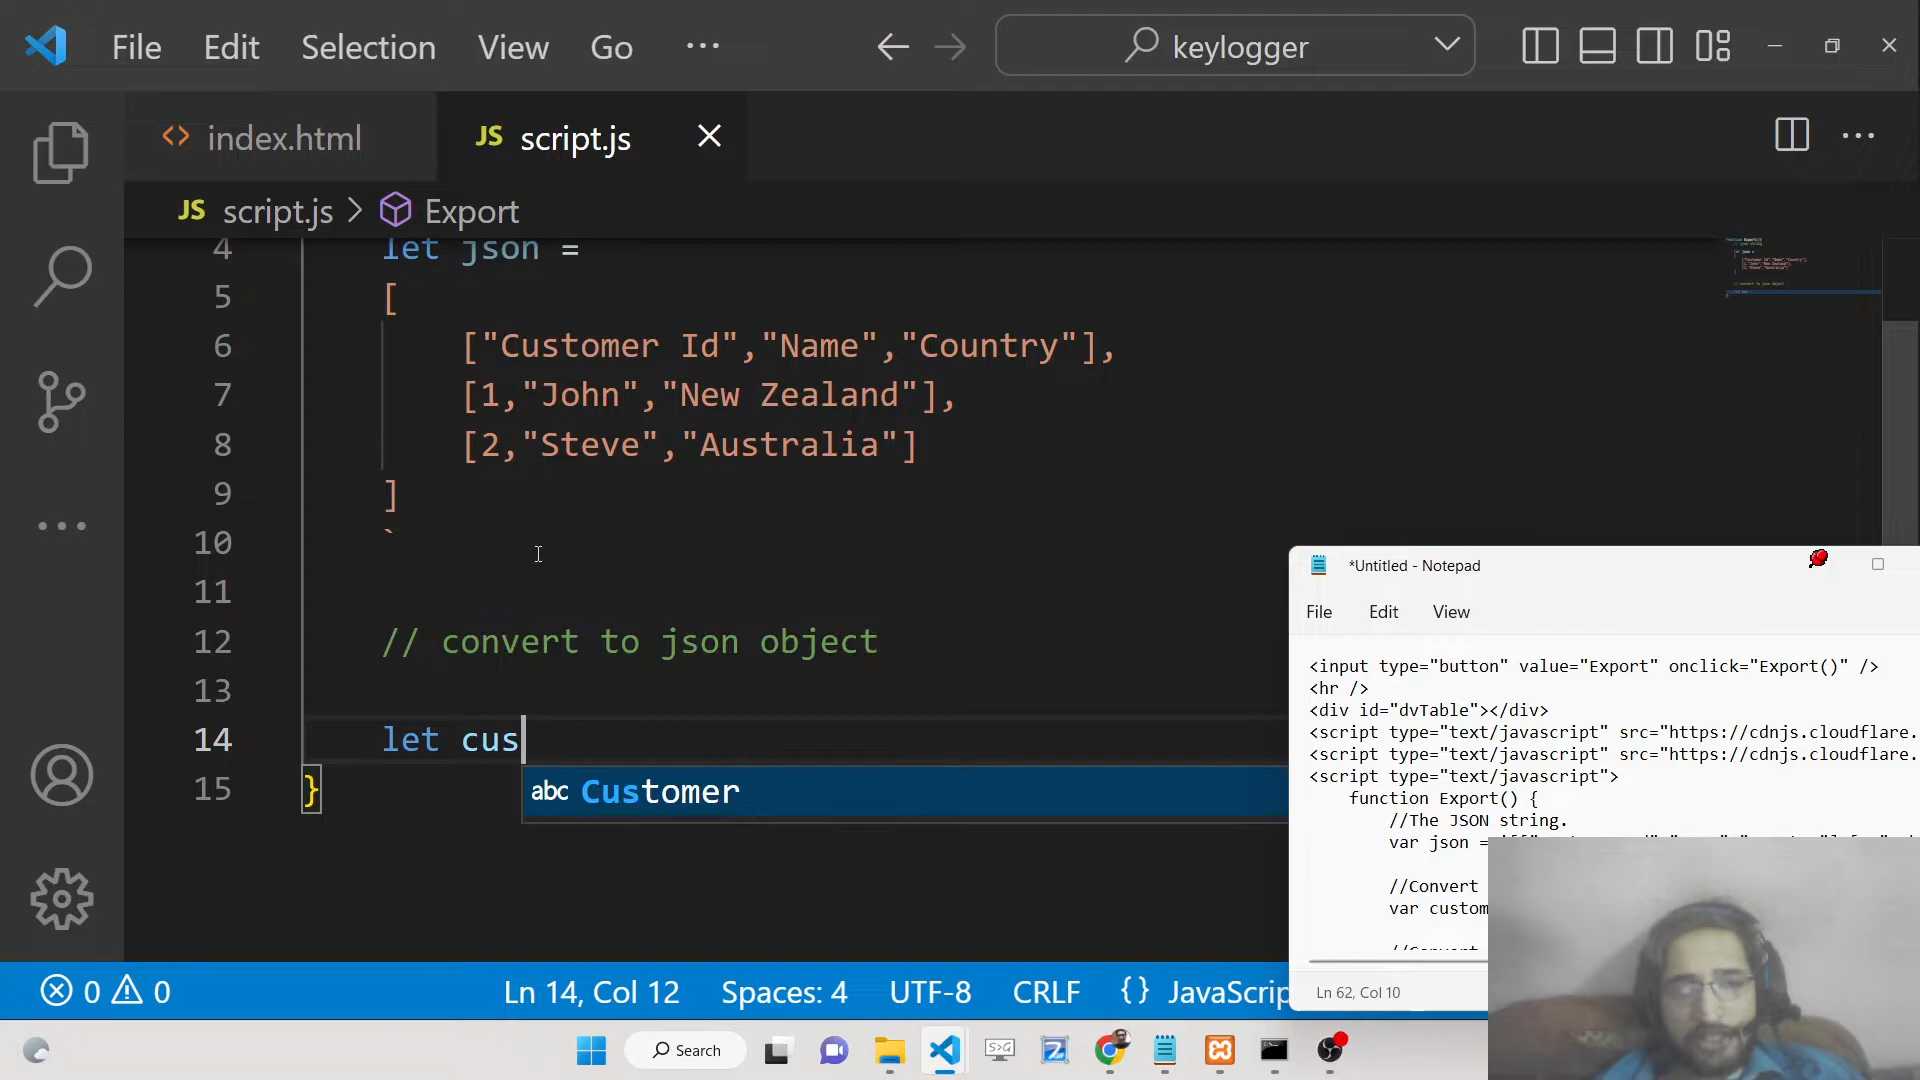 File Edit Selection View Go ···
keylogger
index.html
JS script.js
JS script.js > Export
4 let json =
5 [
6 ["Customer Id","Name","Country"],
7 [1,"John","New Zealand"],
8 [2,"Steve","Australia"]
9 ]
10 `
11
12 // convert to json object
13
14 let cus
abc Customer
15 }
*Untitled - Notepad
File Edit View
<input type="button" value="Export" onclick="Export()" />
<hr />
<div id="dvTable"></div>
<script type="text/javascript" src="https://cdnjs.cloudflare.
<script type="text/javascript" src="https://cdnjs.cloudflare.
<script type="text/javascript">
function Export() {
//The JSON string.
var json =
//Convert
var custom
Ln 62, Col 10
0 0 Ln 14, Col 12 Spaces: 4 UTF-8 CRLF {} JavaScrip
Search